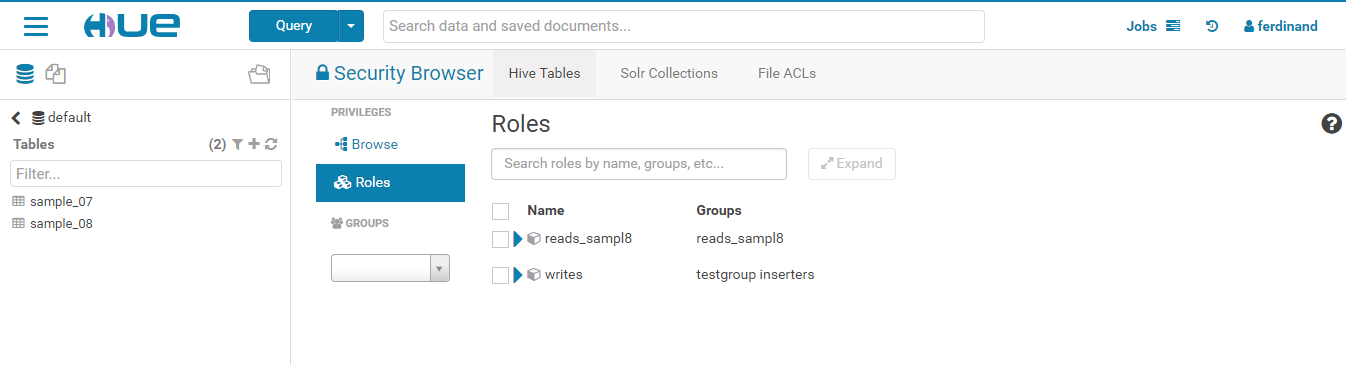 HUE
Query
Search data and saved documents...
Jobs
ferdinand
Security Browser
Hive Tables
Solr Collections
File ACLs
default
Tables
(2)
Filter...
sample_07
sample_08
PRIVILEGES
Browse
Roles
GROUPS
Roles
?
Search roles by name, groups, etc...
Expand
Name Groups
reads_sampl8 reads_sampl8
writes testgroup inserters